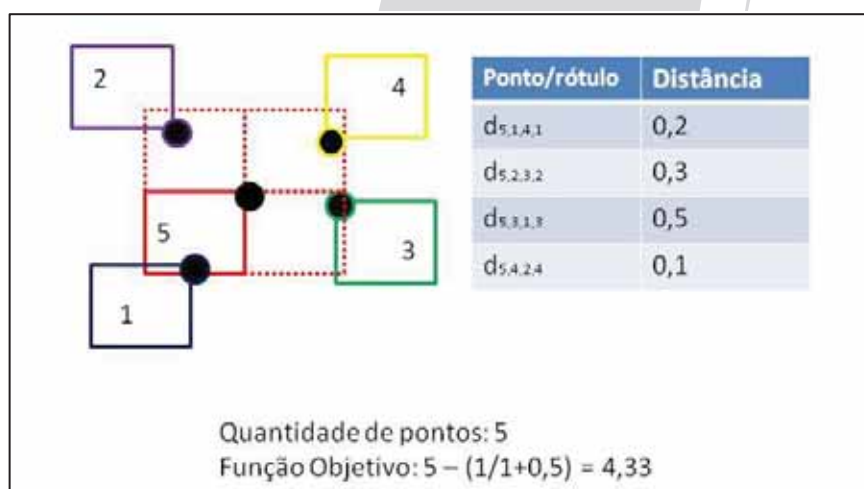 2
4
5
3
1
Ponto/rótulo Distância
d5,1,4,1 0,2
d5,2,3,2 0,3
d5,3,1,3 0,5
d5,4,2,4 0,1
Quantidade de pontos: 5
Função Objetivo: 5 – (1/1+0,5) = 4,33